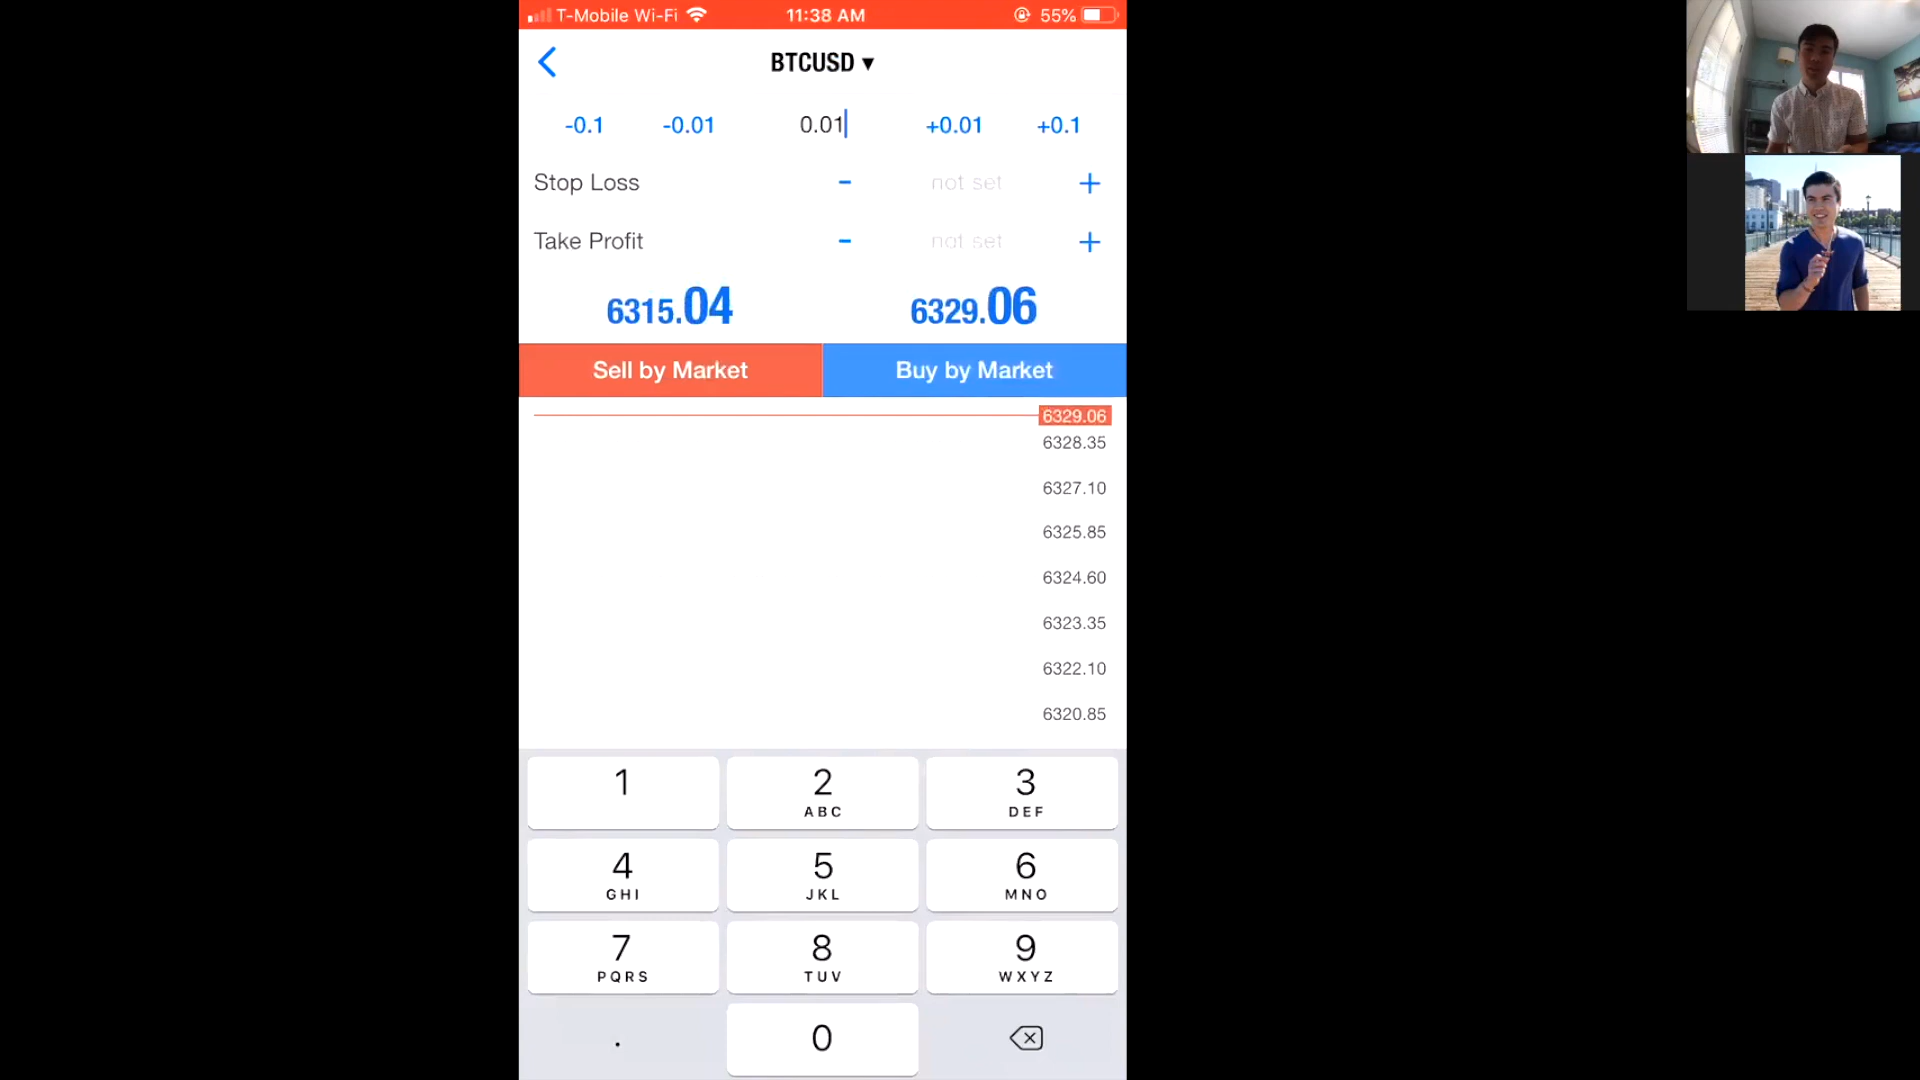 T-Mobile Wi-Fi 11:38 AM 55%
BTCUSD ▼
-0.1 -0.01 0.01 +0.01 +0.1
Stop Loss - not set +
Take Profit - not set +
6315.04 6329.06
Sell by Market Buy by Market
6329.06
6328.35
6327.10
6325.85
6324.60
6323.35
6322.10
6320.85
1 2 3
ABC DEF
4 5 6
GHI JKL MNO
7 8 9
PQRS TUV WXYZ
. 0